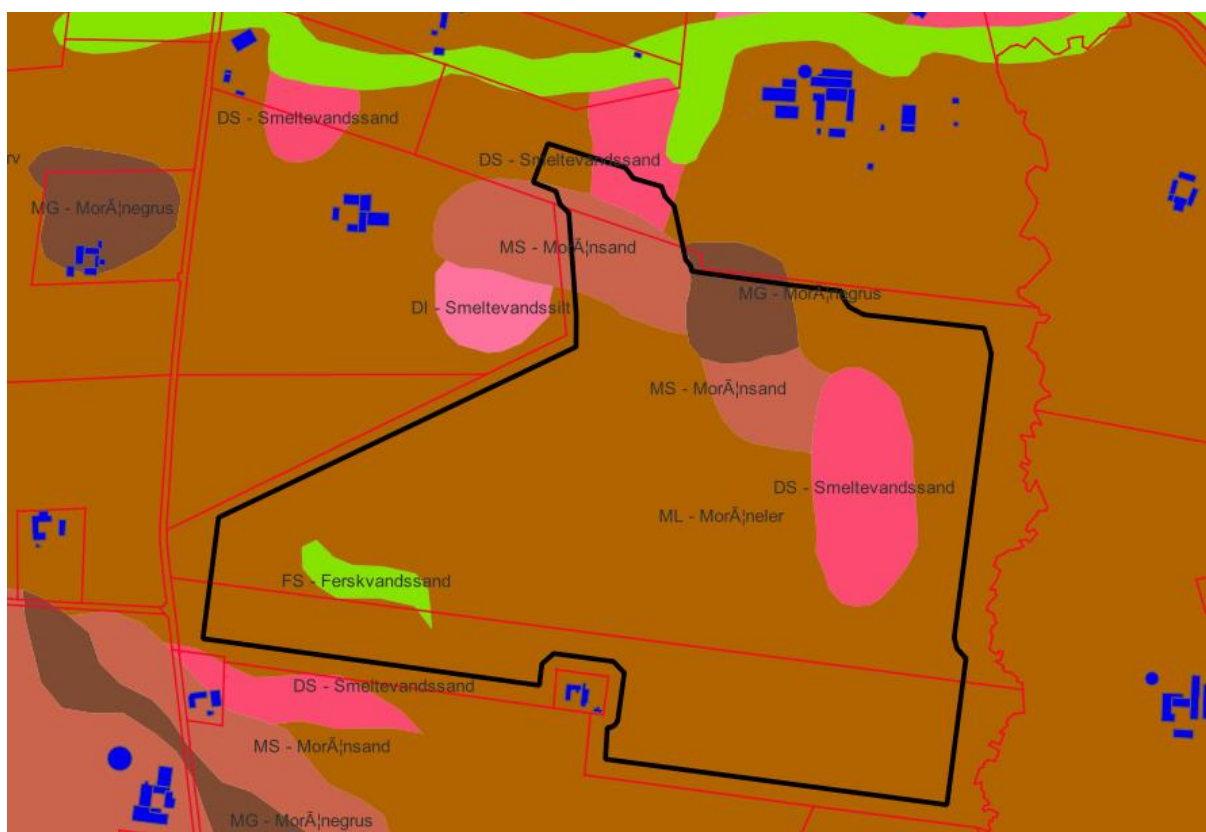 DS - Smeltevandssand
DS - Smeltevandssand
rv
MG - MorÃ¦negrus
MS - MorÃ¦nsand
MG - MorÃ¦negrus
DI - Smeltevandssilt
MS - MorÃ¦nsand
DS - Smeltevandssand
ML - MorÃ¦neler
FS - Ferskvandssand
DS - Smeltevandssand
MS - MorÃ¦nsand
MG - MorÃ¦negrus